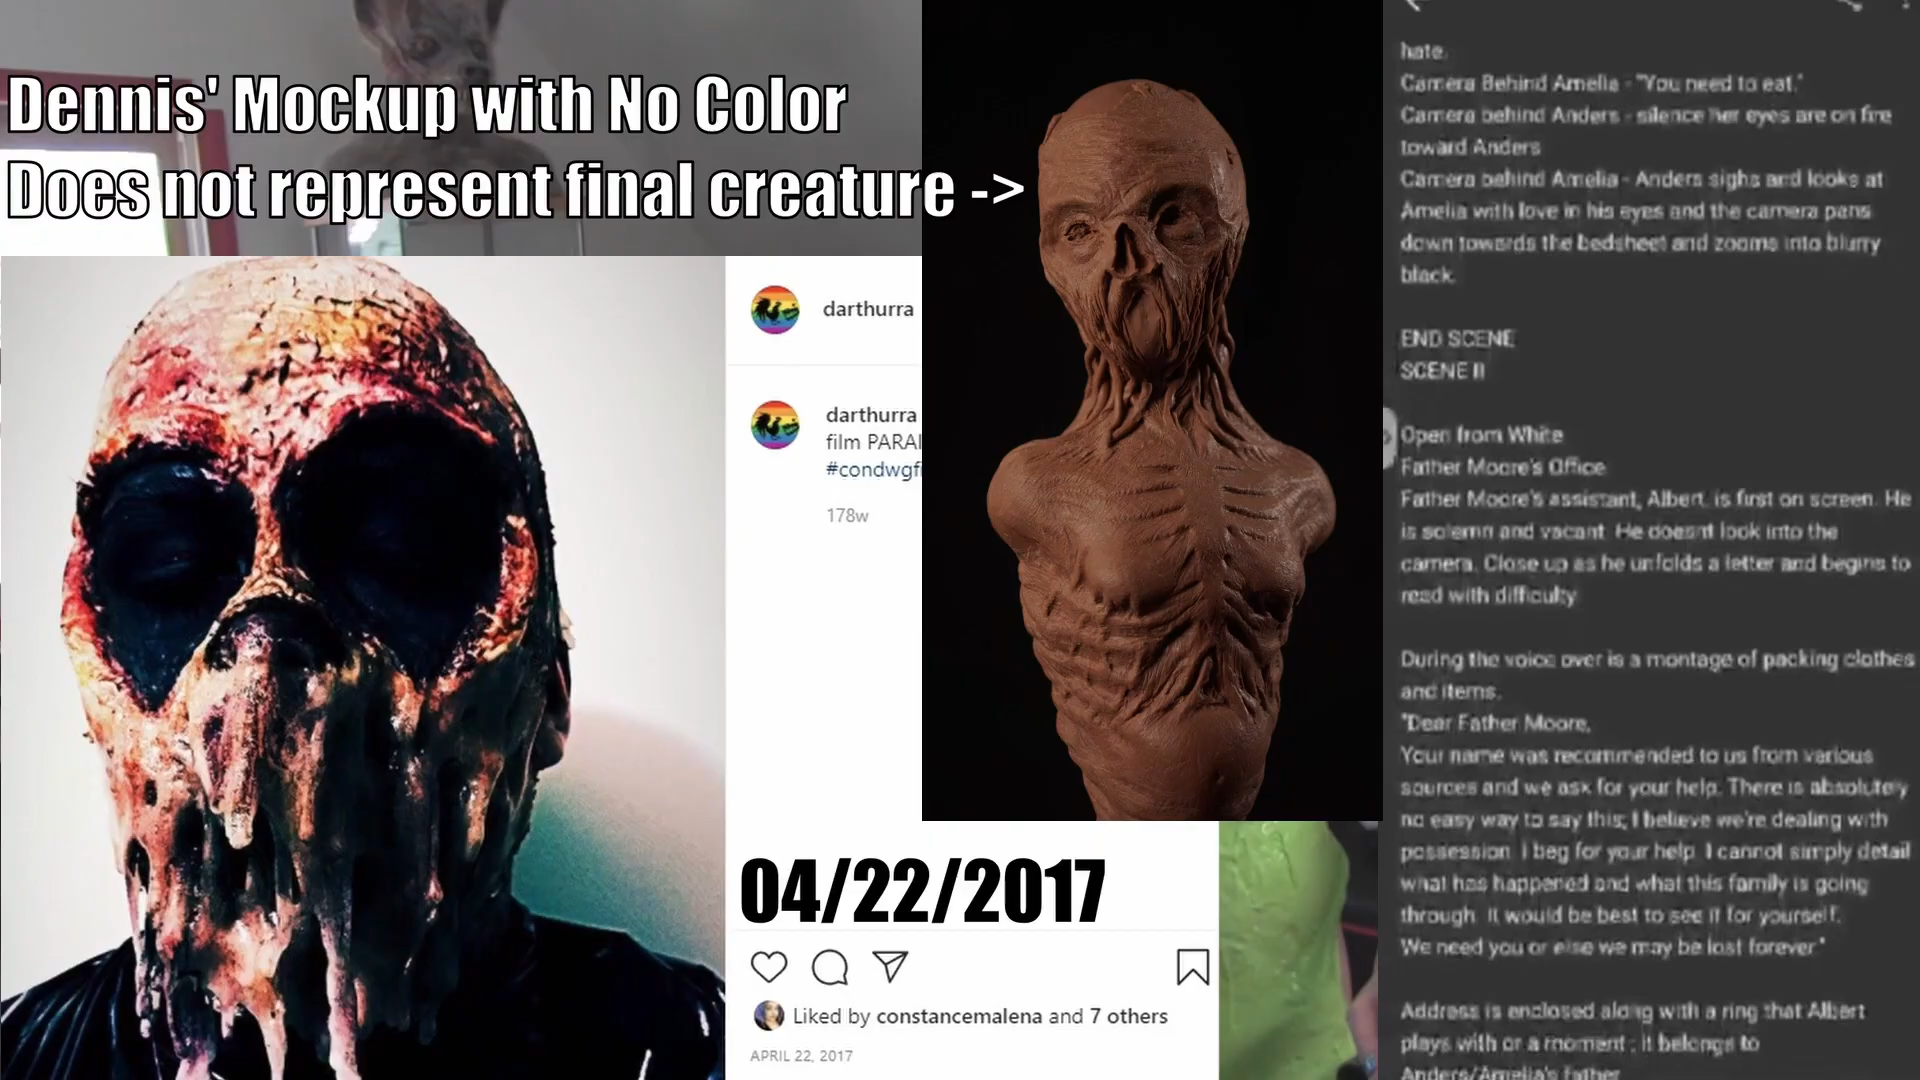 Dennis' Mockup with No Color
Does not represent final creature ->
darthurra
darthurra
film PARAI
#condwgfi
178w
04/22/2017
Liked by constancemalena and 7 others
APRIL 22, 2017
hate.
Camera Behind Amelia - "You need to eat."
Camera behind Anders - silence her eyes are on fire
toward Anders
Camera behind Amelia - Anders sighs and looks at
Amelia with love in his eyes and the camera pans
down towards the bedsheet and zooms into blurry
black.
END SCENE
SCENE II
Open from White
Father Moore's Office
Father Moore's assistant, Albert, is first on screen. He
is solemn and vacant. He doesnt look into the
camera. Close up as he unfolds a letter and begins to
read with difficulty
During the voice over is a montage of packing clothes
and items.
"Dear Father Moore,
Your name was recommended to us from various
sources and we ask for your help. There is absolutely
no easy way to say this, I believe we're dealing with
possession. I beg for your help. I cannot simply detail
what has happened and what this family is going
through. It would be best to see if for yourself.
We need you or else we may be lost forever"
Address is enclosed along with a ring that Albert
plays with or a moment ; it belongs to
Anders/Amelia's father